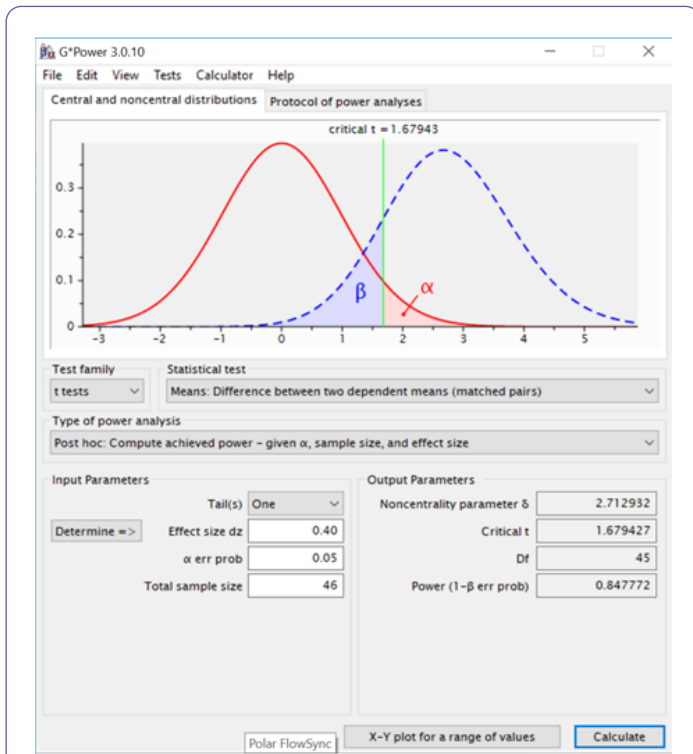 G*Power 3.0.10
File Edit View Tests Calculator Help
Central and noncentral distributions Protocol of power analyses
critical t = 1.67943
0.3
0.2
0.1
0
β
α
-3 -2 -1 0 1 2 3 4 5
Test family Statistical test
t tests Means: Difference between two dependent means (matched pairs)
Type of power analysis
Post hoc: Compute achieved power – given α, sample size, and effect size
Input Parameters Output Parameters
Tail(s) One Noncentrality parameter δ 2.712932
Determine => Effect size dz 0.40 Critical t 1.679427
α err prob 0.05 Df 45
Total sample size 46 Power (1-β err prob) 0.847772
Polar FlowSync X-Y plot for a range of values Calculate